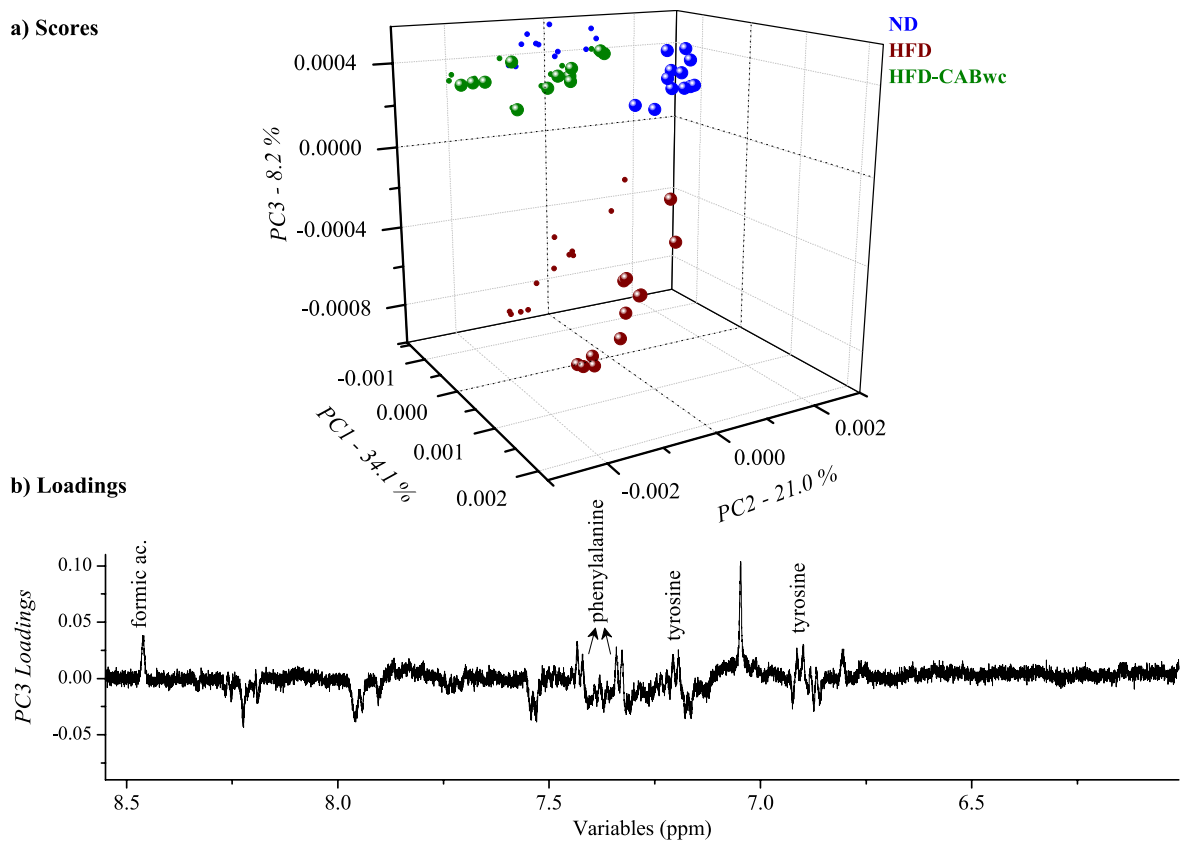 a) Scores
ND
HFD
HFD-CABwc
0.0004
0.0000
-0.0004
-0.0008
PC3 - 8.2 %
-0.001
0.000
0.001
0.002
PC1 - 34.1 %
-0.002
0.000
0.002
PC2 - 21.0 %
b) Loadings
formic ac.
phenylalanine
tyrosine
tyrosine
0.10
0.05
0.00
-0.05
PC3 Loadings
8.5 8.0 7.5 7.0 6.5
Variables (ppm)